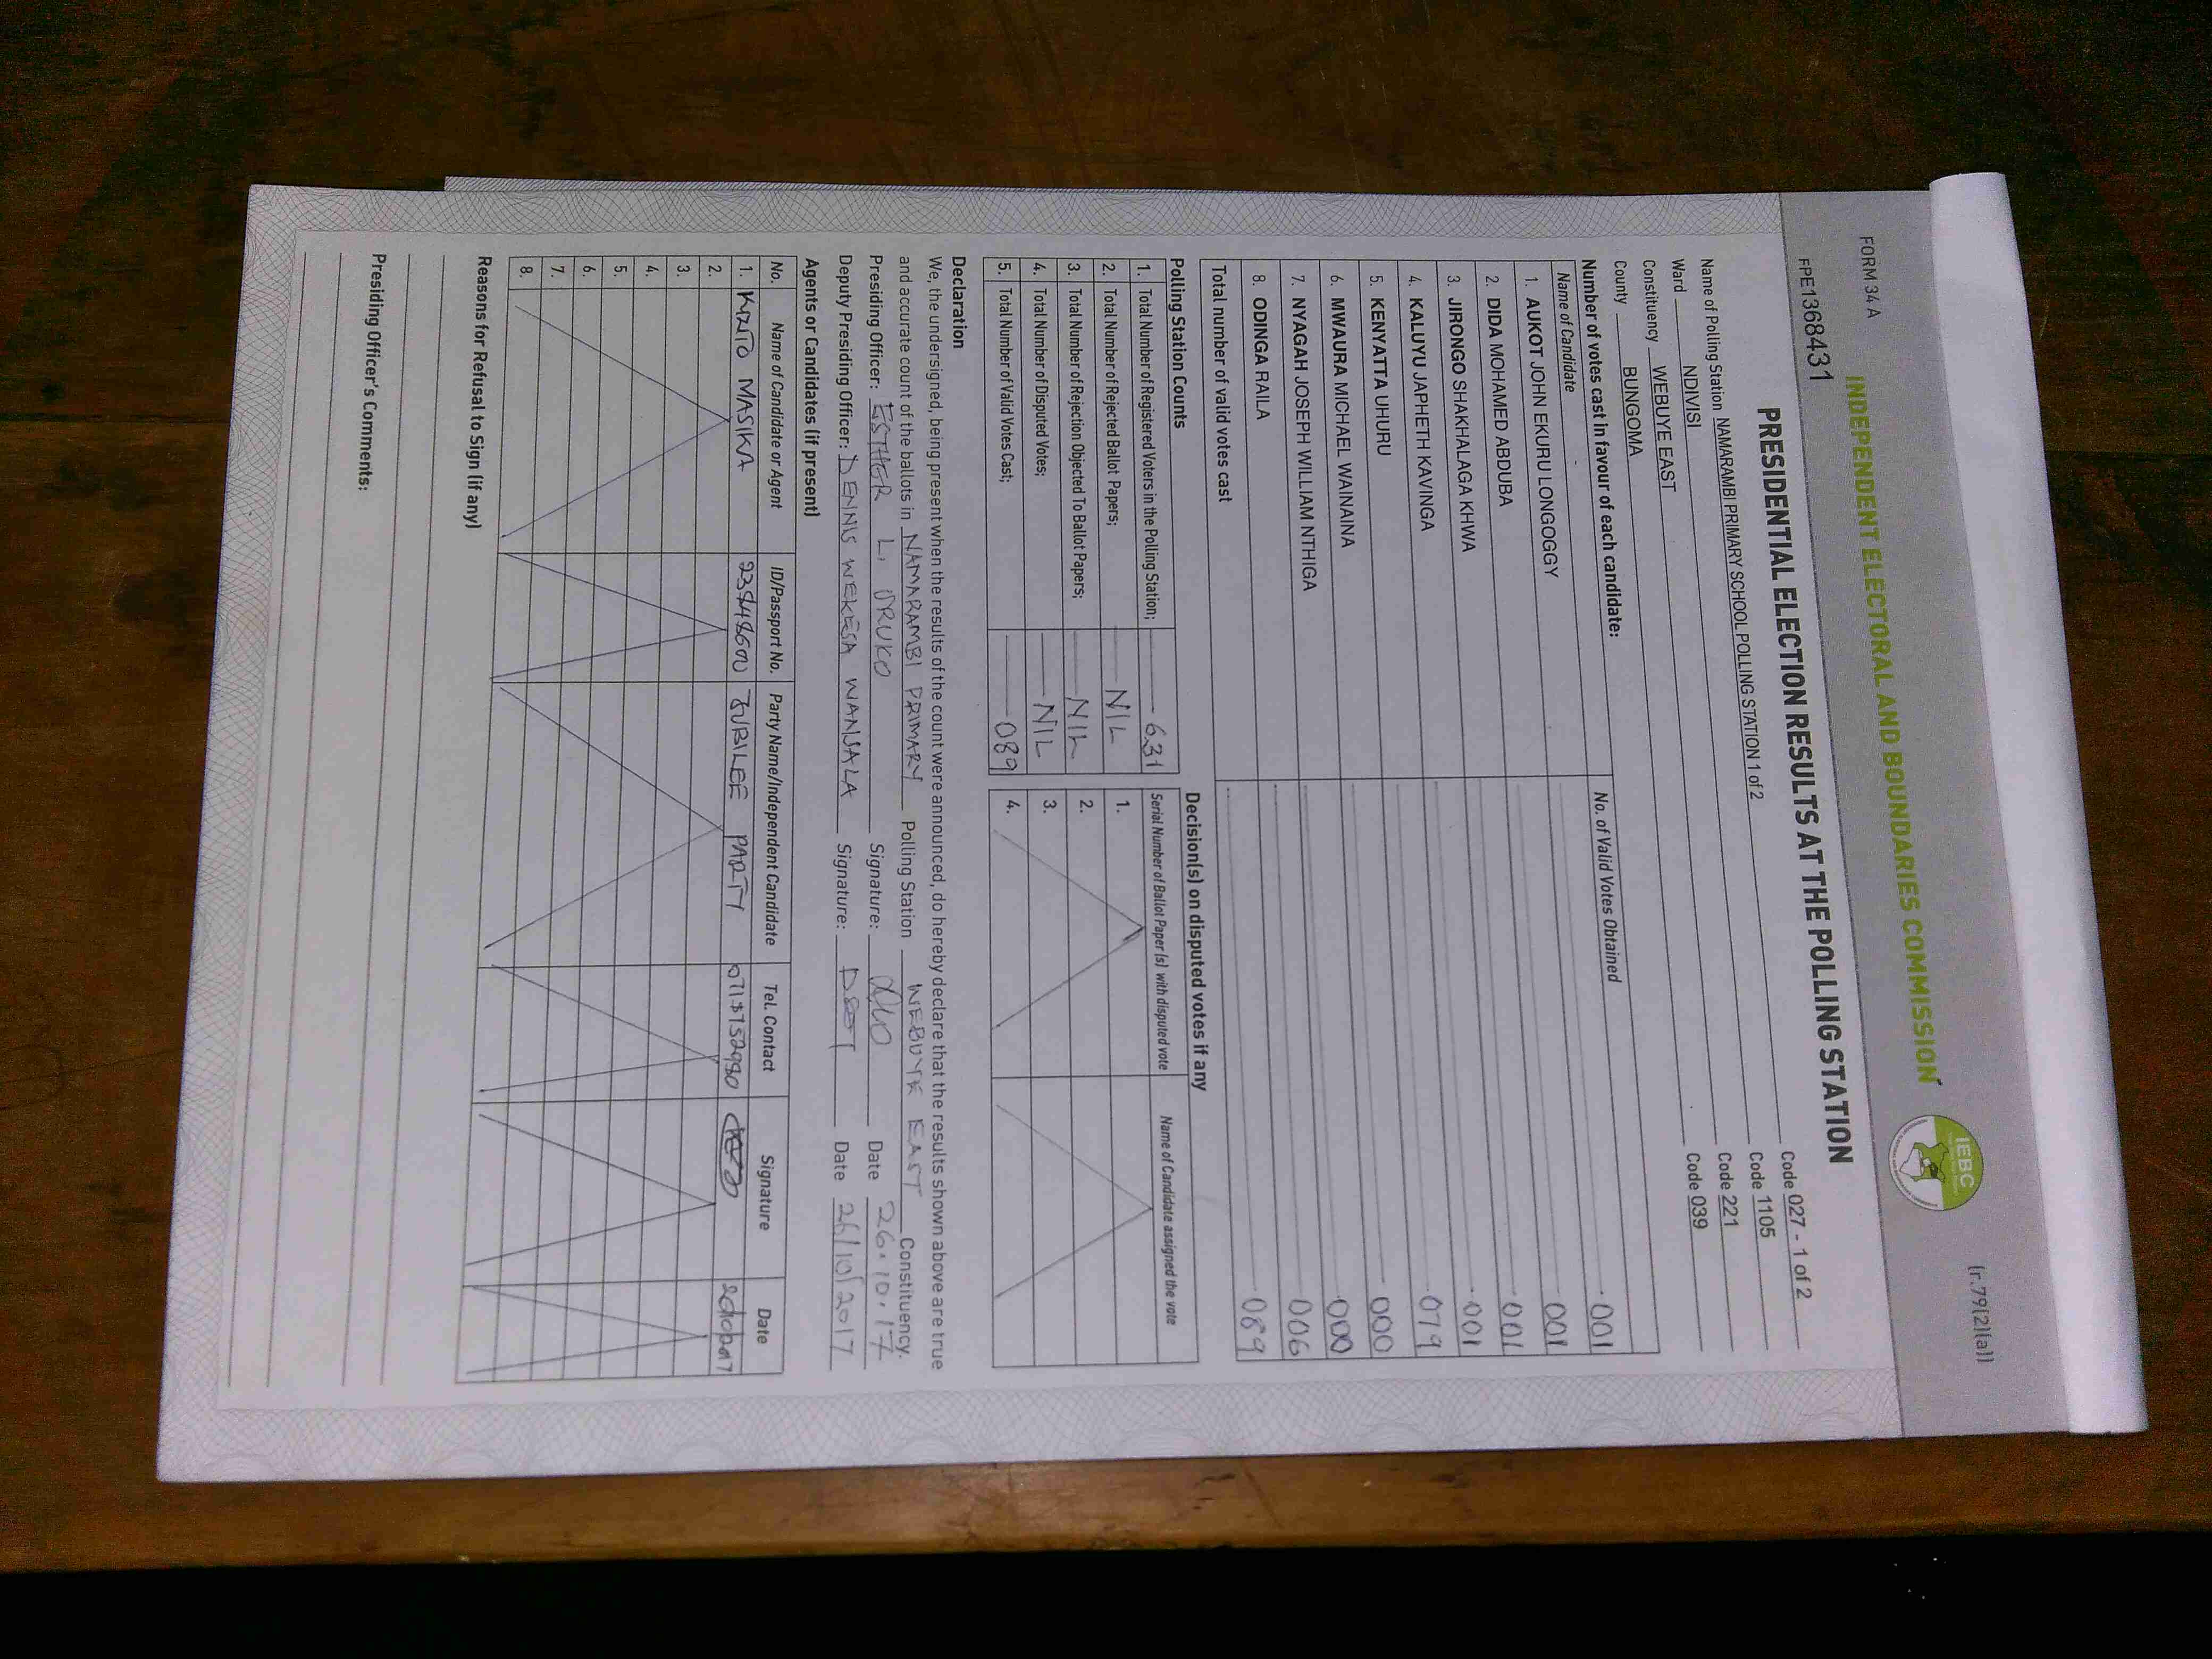 FORM 34 A
(r.79(2)(a))
INDEPENDENT ELECTORAL AND BOUNDARIES COMMISSION
IEBC
FPE1368431
PRESIDENTIAL ELECTION RESULTS AT THE POLLING STATION
Name of Polling Station NAMARAMBI PRIMARY SCHOOL POLLING STATION 1 of 2 Code 027 - 1 of 2
Ward NDIVISI Code 1105
Constituency WEBUYE EAST Code 221
County BUNGOMA Code 039
Number of votes cast in favour of each candidate:
Name of Candidate No. of Valid Votes Obtained
1. AUKOT JOHN EKURU LONGOGGY 001
2. DIDA MOHAMED ABDUBA 001
3. JIRONGO SHAKHALAGA KHWA 001
4. KALUYU JAPHETH KAVINGA 001
5. KENYATTA UHURU 079
6. MWAURA MICHAEL WAINAINA 000
7. NYAGAH JOSEPH WILLIAM NTHIGA 000
8. ODINGA RAILA 006
Total number of valid votes cast 089
Polling Station Counts
1. Total Number of Registered Voters in the Polling Station; 631
2. Total Number of Rejected Ballot Papers; NIL
3. Total Number of Rejection Objected To Ballot Papers; NIL
4. Total Number of Disputed Votes; NIL
5. Total Number of Valid Votes Cast; 089
Decision(s) on disputed votes if any
Serial Number of Ballot Paper (s) with disputed vote Name of Candidate assigned the vote
1.
2.
3.
4.
Declaration
We, the undersigned, being present when the results of the count were announced, do hereby declare that the results shown above are true
and accurate count of the ballots in NAMARAMBI PRIMARY Polling Station WEBUYE EAST Constituency.
Presiding Officer: ESTHER L. ORUKO Signature: Date 26.10.17
Deputy Presiding Officer: DENNIS WEKESA WANJALA Signature: Date 26/10/2017
Agents or Candidates (if present)
No. Name of Candidate or Agent ID/Passport No. Party Name/Independent Candidate Tel. Contact Signature Date
1. MASIKA JUBILEE PARTY
2.
3.
4.
5.
6.
7.
8.
Reasons for Refusal to Sign (if any)
Presiding Officer's Comments: